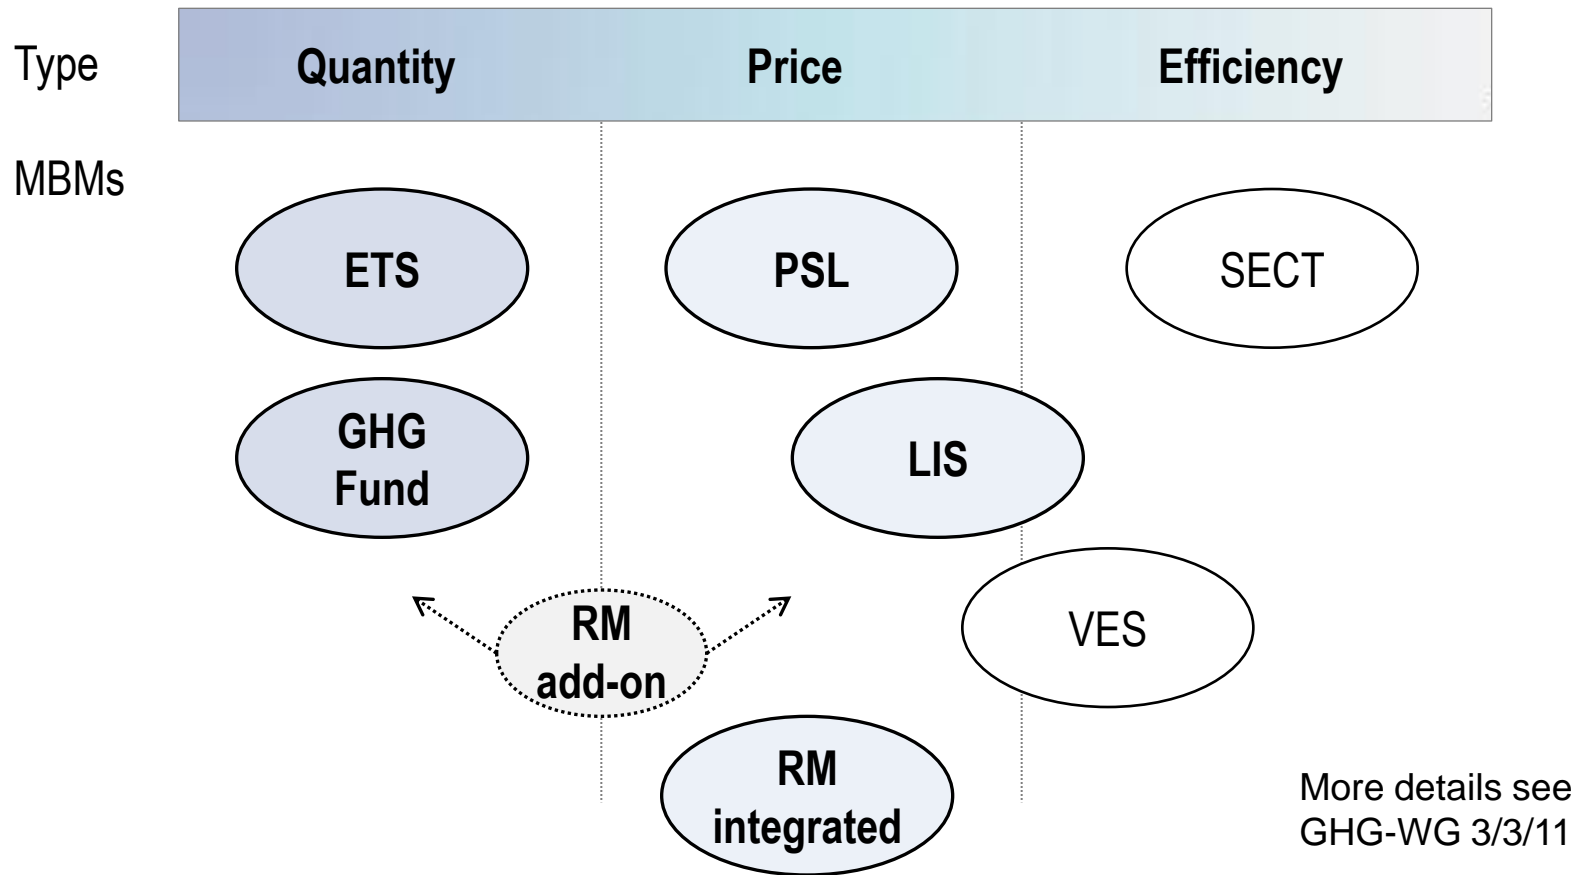 Type
Quantity
Price
Efficiency
MBMs
ETS
PSL
SECT
GHG
Fund
LIS
RM
add-on
VES
RM
integrated
More details see
GHG-WG 3/3/11